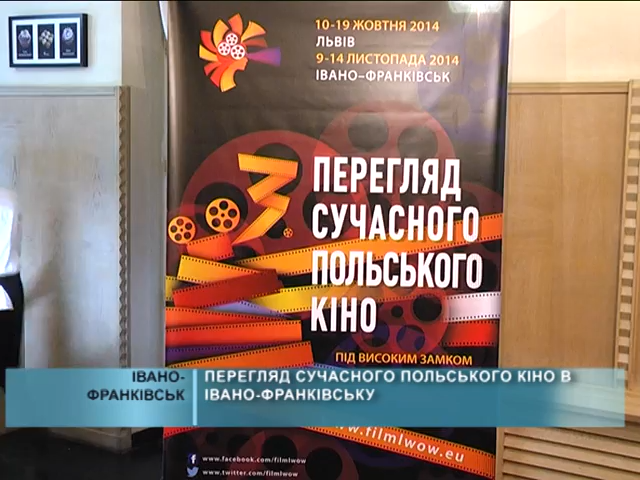 10-19 ЖОВТНЯ 2014
ЛЬВІВ
9-14 ЛИСТОПАДА 2014
ІВАНО-ФРАНКІВСЬК
3.
ПЕРЕГЛЯД
СУЧАСНОГО
ПОЛЬСЬКОГО
КІНО
ПІД ВИСОКИМ ЗАМКОМ
ІВАНО-
ФРАНКІВСЬК
ПЕРЕГЛЯД СУЧАСНОГО ПОЛЬСЬКОГО КІНО В
ІВАНО-ФРАНКІВСЬКУ
www.filmlwow.eu
www.facebook.com/filmlwow
www.twitter.com/filmlwow